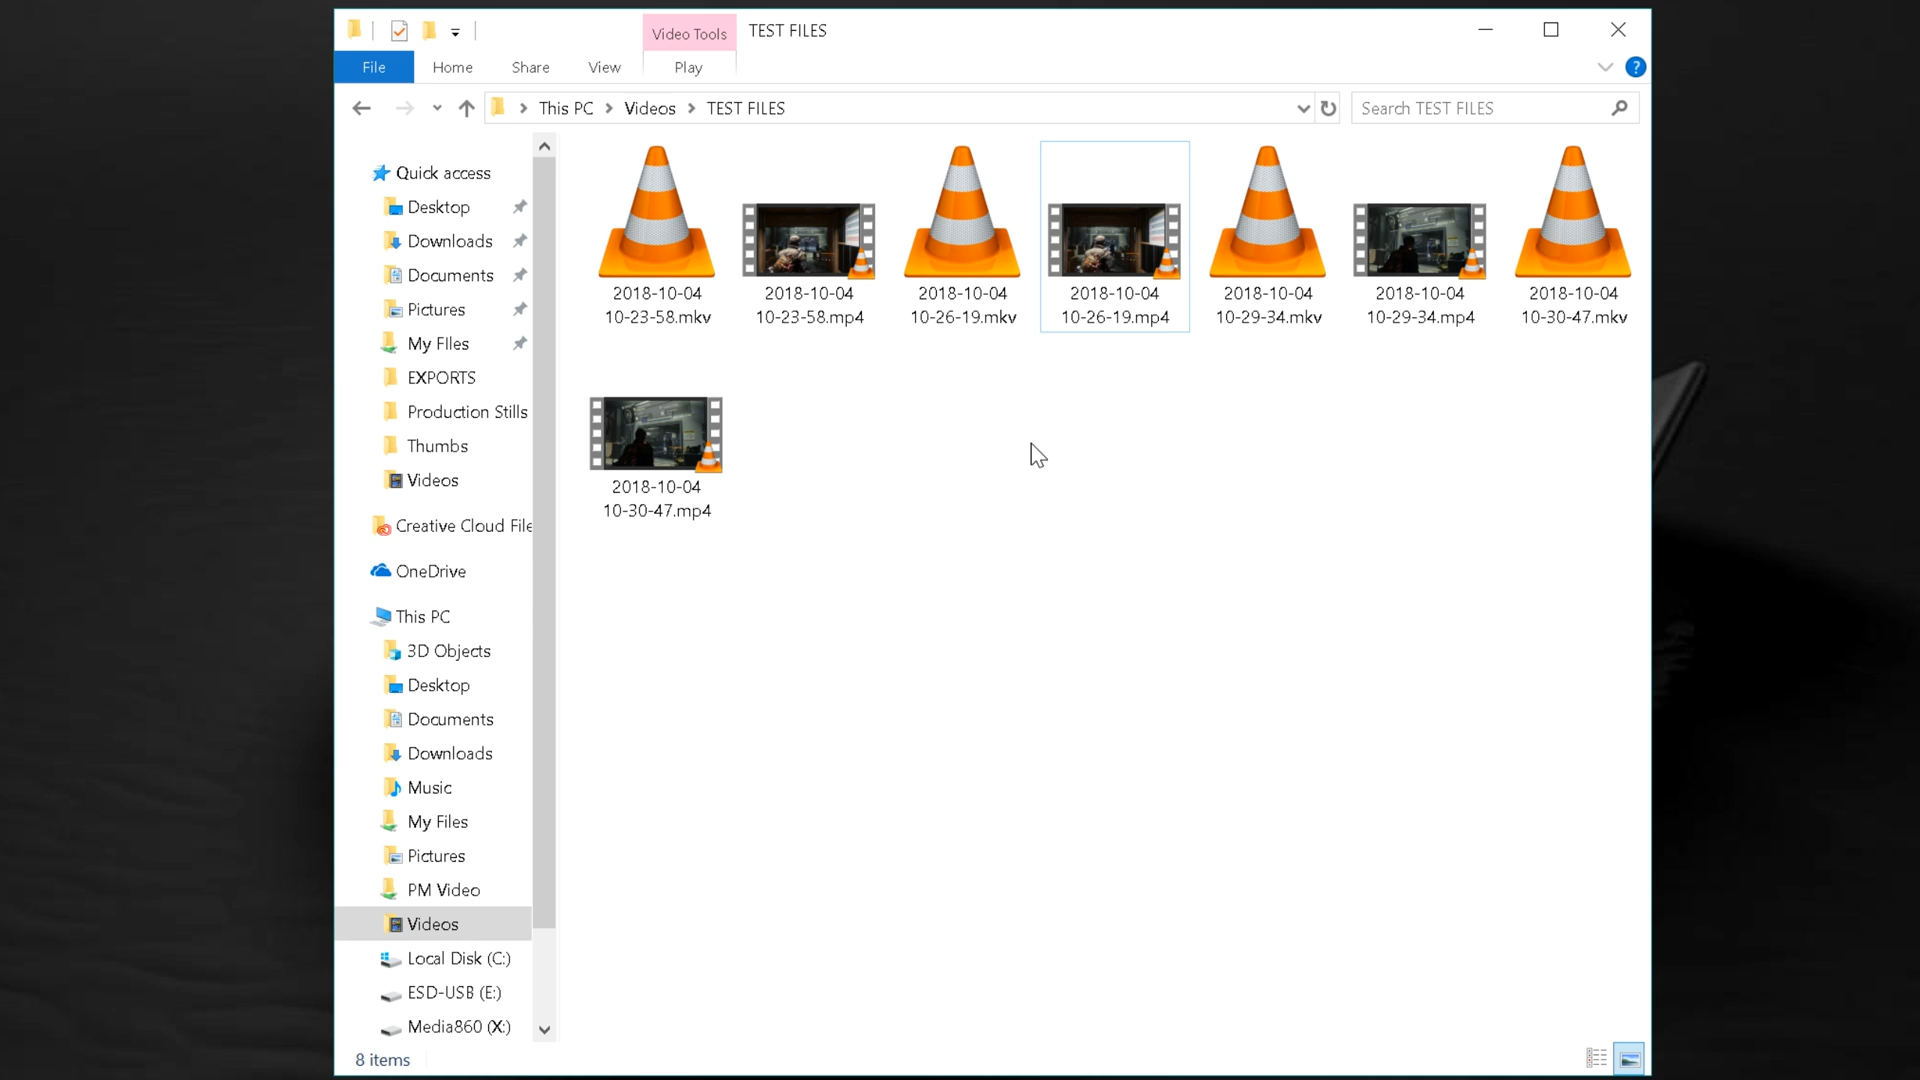 Video Tools
TEST FILES
File
Home
Share
View
Play
?
This PC
Videos
TEST FILES
Search TEST FILES
Quick access
Desktop
Downloads
Documents
Pictures
My FIles
EXPORTS
Production Stills
Thumbs
Videos
Creative Cloud File
OneDrive
This PC
3D Objects
Desktop
Documents
Downloads
Music
My Files
Pictures
PM Video
Videos
Local Disk (C:)
ESD-USB (E:)
Media860 (X:)
2018-10-04
10-23-58.mkv
2018-10-04
10-23-58.mp4
2018-10-04
10-26-19.mkv
2018-10-04
10-26-19.mp4
2018-10-04
10-29-34.mkv
2018-10-04
10-29-34.mp4
2018-10-04
10-30-47.mkv
2018-10-04
10-30-47.mp4
8 items